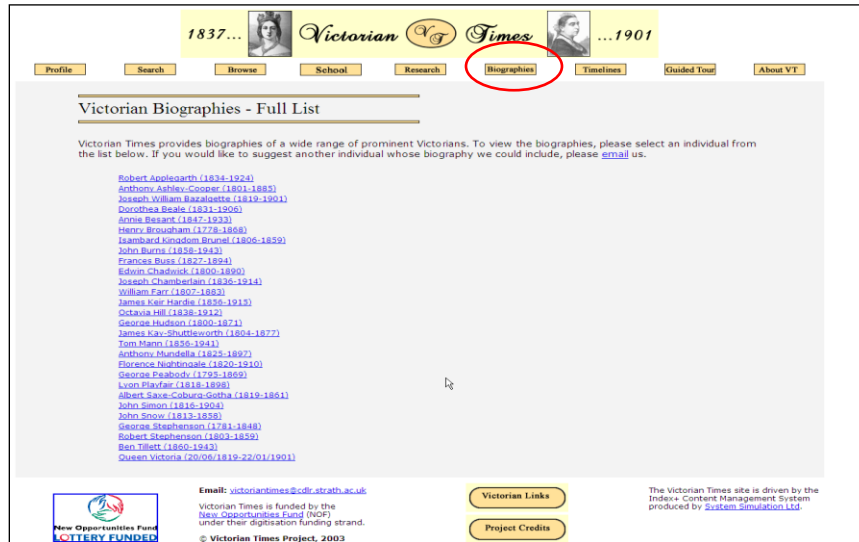 1837... Victorian VT Times ...1901
Profile Search Browse School Research Biographies Timelines Guided Tour About VT
Victorian Biographies - Full List
Victorian Times provides biographies of a wide range of prominent Victorians. To view the biographies, please select an individual from
the list below. If you would like to suggest another individual whose biography we could include, please email us.
Robert Applegarth (1834-1924)
Anthony Ashley-Cooper (1801-1885)
Joseph William Bazalgette (1819-1901)
Dorothea Beale (1831-1906)
Annie Besant (1847-1933)
Henry Brougham (1778-1868)
Isambard Kingdom Brunel (1806-1859)
John Burns (1858-1943)
Frances Buss (1827-1894)
Edwin Chadwick (1800-1890)
Joseph Chamberlain (1836-1914)
William Farr (1807-1883)
James Keir Hardie (1856-1915)
Octavia Hill (1838-1912)
George Hudson (1800-1871)
James Kay-Shuttleworth (1804-1877)
Tom Mann (1856-1941)
Anthony Mundella (1825-1897)
Florence Nightingale (1820-1910)
George Peabody (1795-1869)
Lyon Playfair (1818-1898)
Albert Saxe-Coburg-Gotha (1819-1861)
John Simon (1816-1904)
John Snow (1813-1858)
George Stephenson (1781-1848)
Robert Stephenson (1803-1859)
Ben Tillett (1860-1943)
Queen Victoria (20/06/1819-22/01/1901)
New Opportunities Fund
LOTTERY FUNDED
Email: victoriantimes@cdlr.strath.ac.uk
Victorian Times is funded by the
New Opportunities Fund (NOF)
under their digitisation funding strand.
© Victorian Times Project, 2003
Victorian Links
Project Credits
The Victorian Times site is driven by the
Index+ Content Management System
produced by System Simulation Ltd.